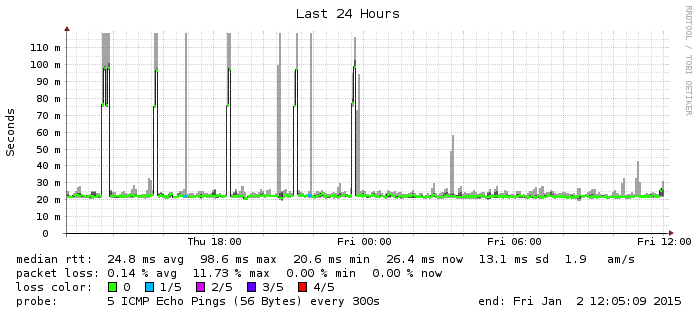 Last 24 Hours
RRDTOOL / TOBI OETIKER
Seconds
110 m
100 m
90 m
80 m
70 m
60 m
50 m
40 m
30 m
20 m
10 m
0
Thu 18:00 Fri 00:00 Fri 06:00 Fri 12:00
median rtt: 24.8 ms avg 98.6 ms max 20.6 ms min 26.4 ms now 13.1 ms sd 1.9 am/s
packet loss: 0.14 % avg 11.73 % max 0.00 % min 0.00 % now
loss color: 0 1/5 2/5 3/5 4/5
probe: 5 ICMP Echo Pings (56 Bytes) every 300s end: Fri Jan 2 12:05:09 2015